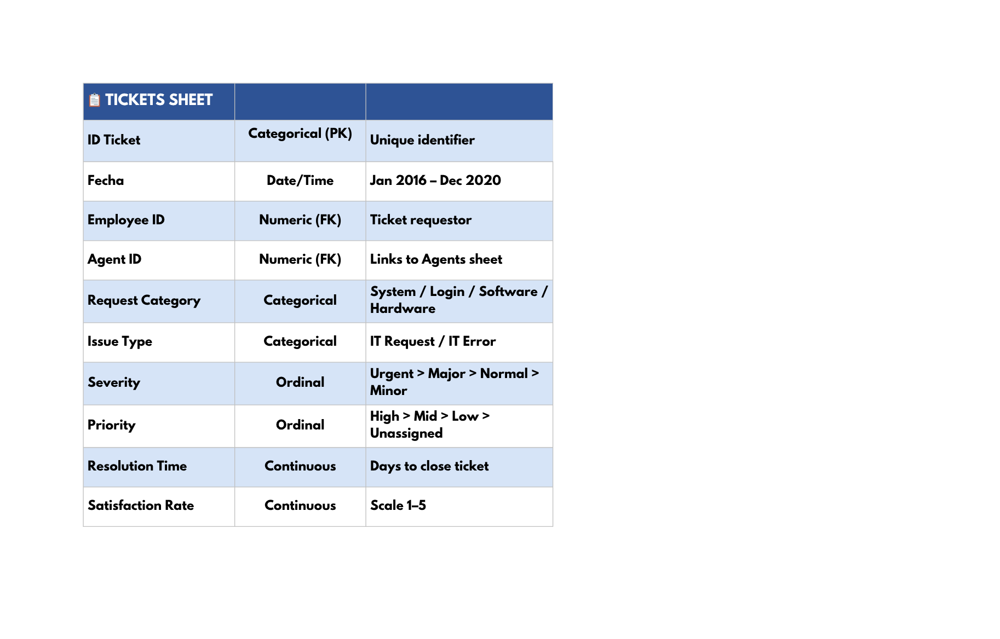 📋 TICKETS SHEET
ID Ticket Categorical (PK) Unique identifier
Fecha Date/Time Jan 2016 – Dec 2020
Employee ID Numeric (FK) Ticket requestor
Agent ID Numeric (FK) Links to Agents sheet
Request Category Categorical System / Login / Software /
Hardware
Issue Type Categorical IT Request / IT Error
Severity Ordinal Urgent > Major > Normal >
Minor
Priority Ordinal High > Mid > Low >
Unassigned
Resolution Time Continuous Days to close ticket
Satisfaction Rate Continuous Scale 1–5